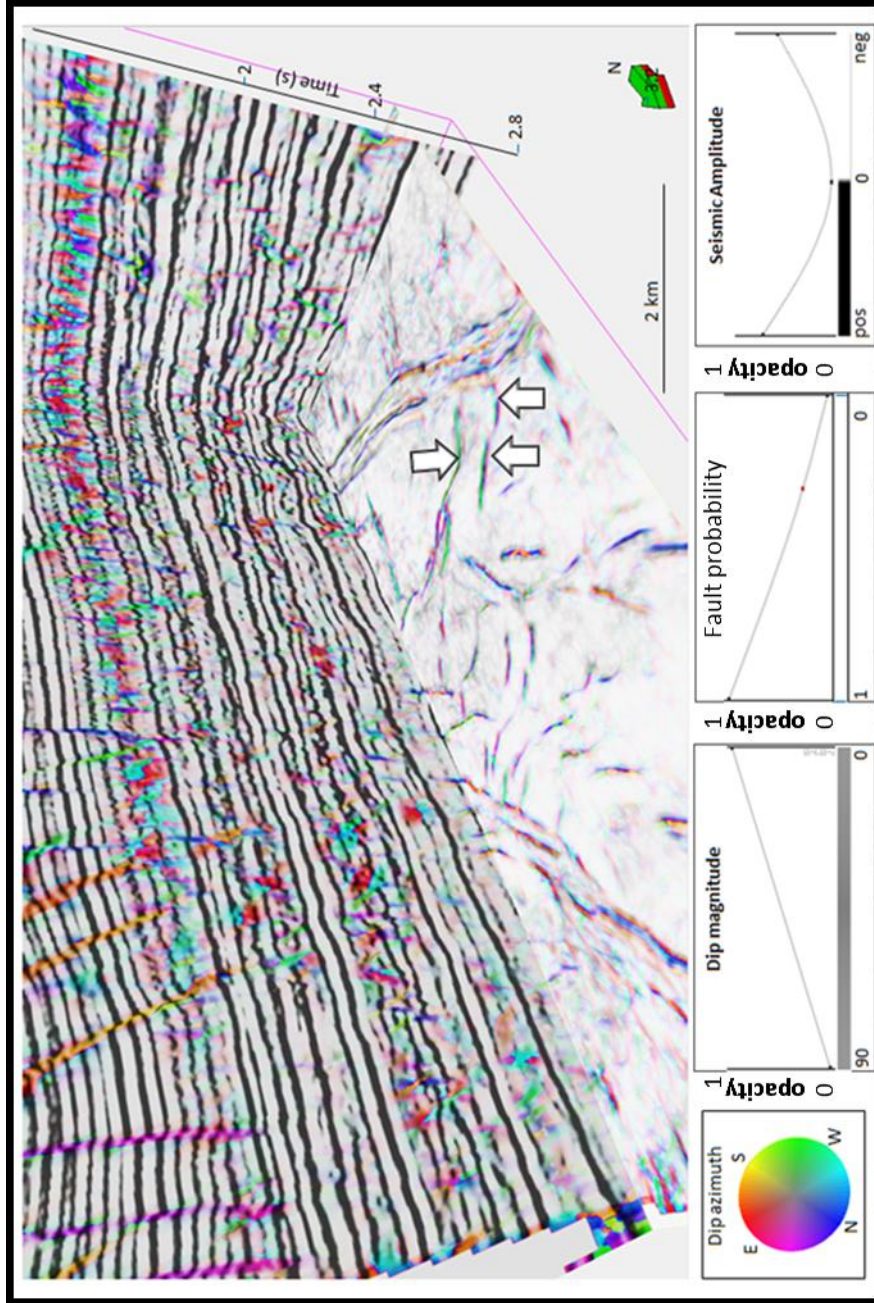 Time (s)
2
2.4
2.8
N
2 km
Dip azimuth
E
S
N
W
Dip magnitude
1
opacity
0
90
0
Fault probability
1
opacity
0
1
0
Seismic Amplitude
1
opacity
0
pos
0
neg